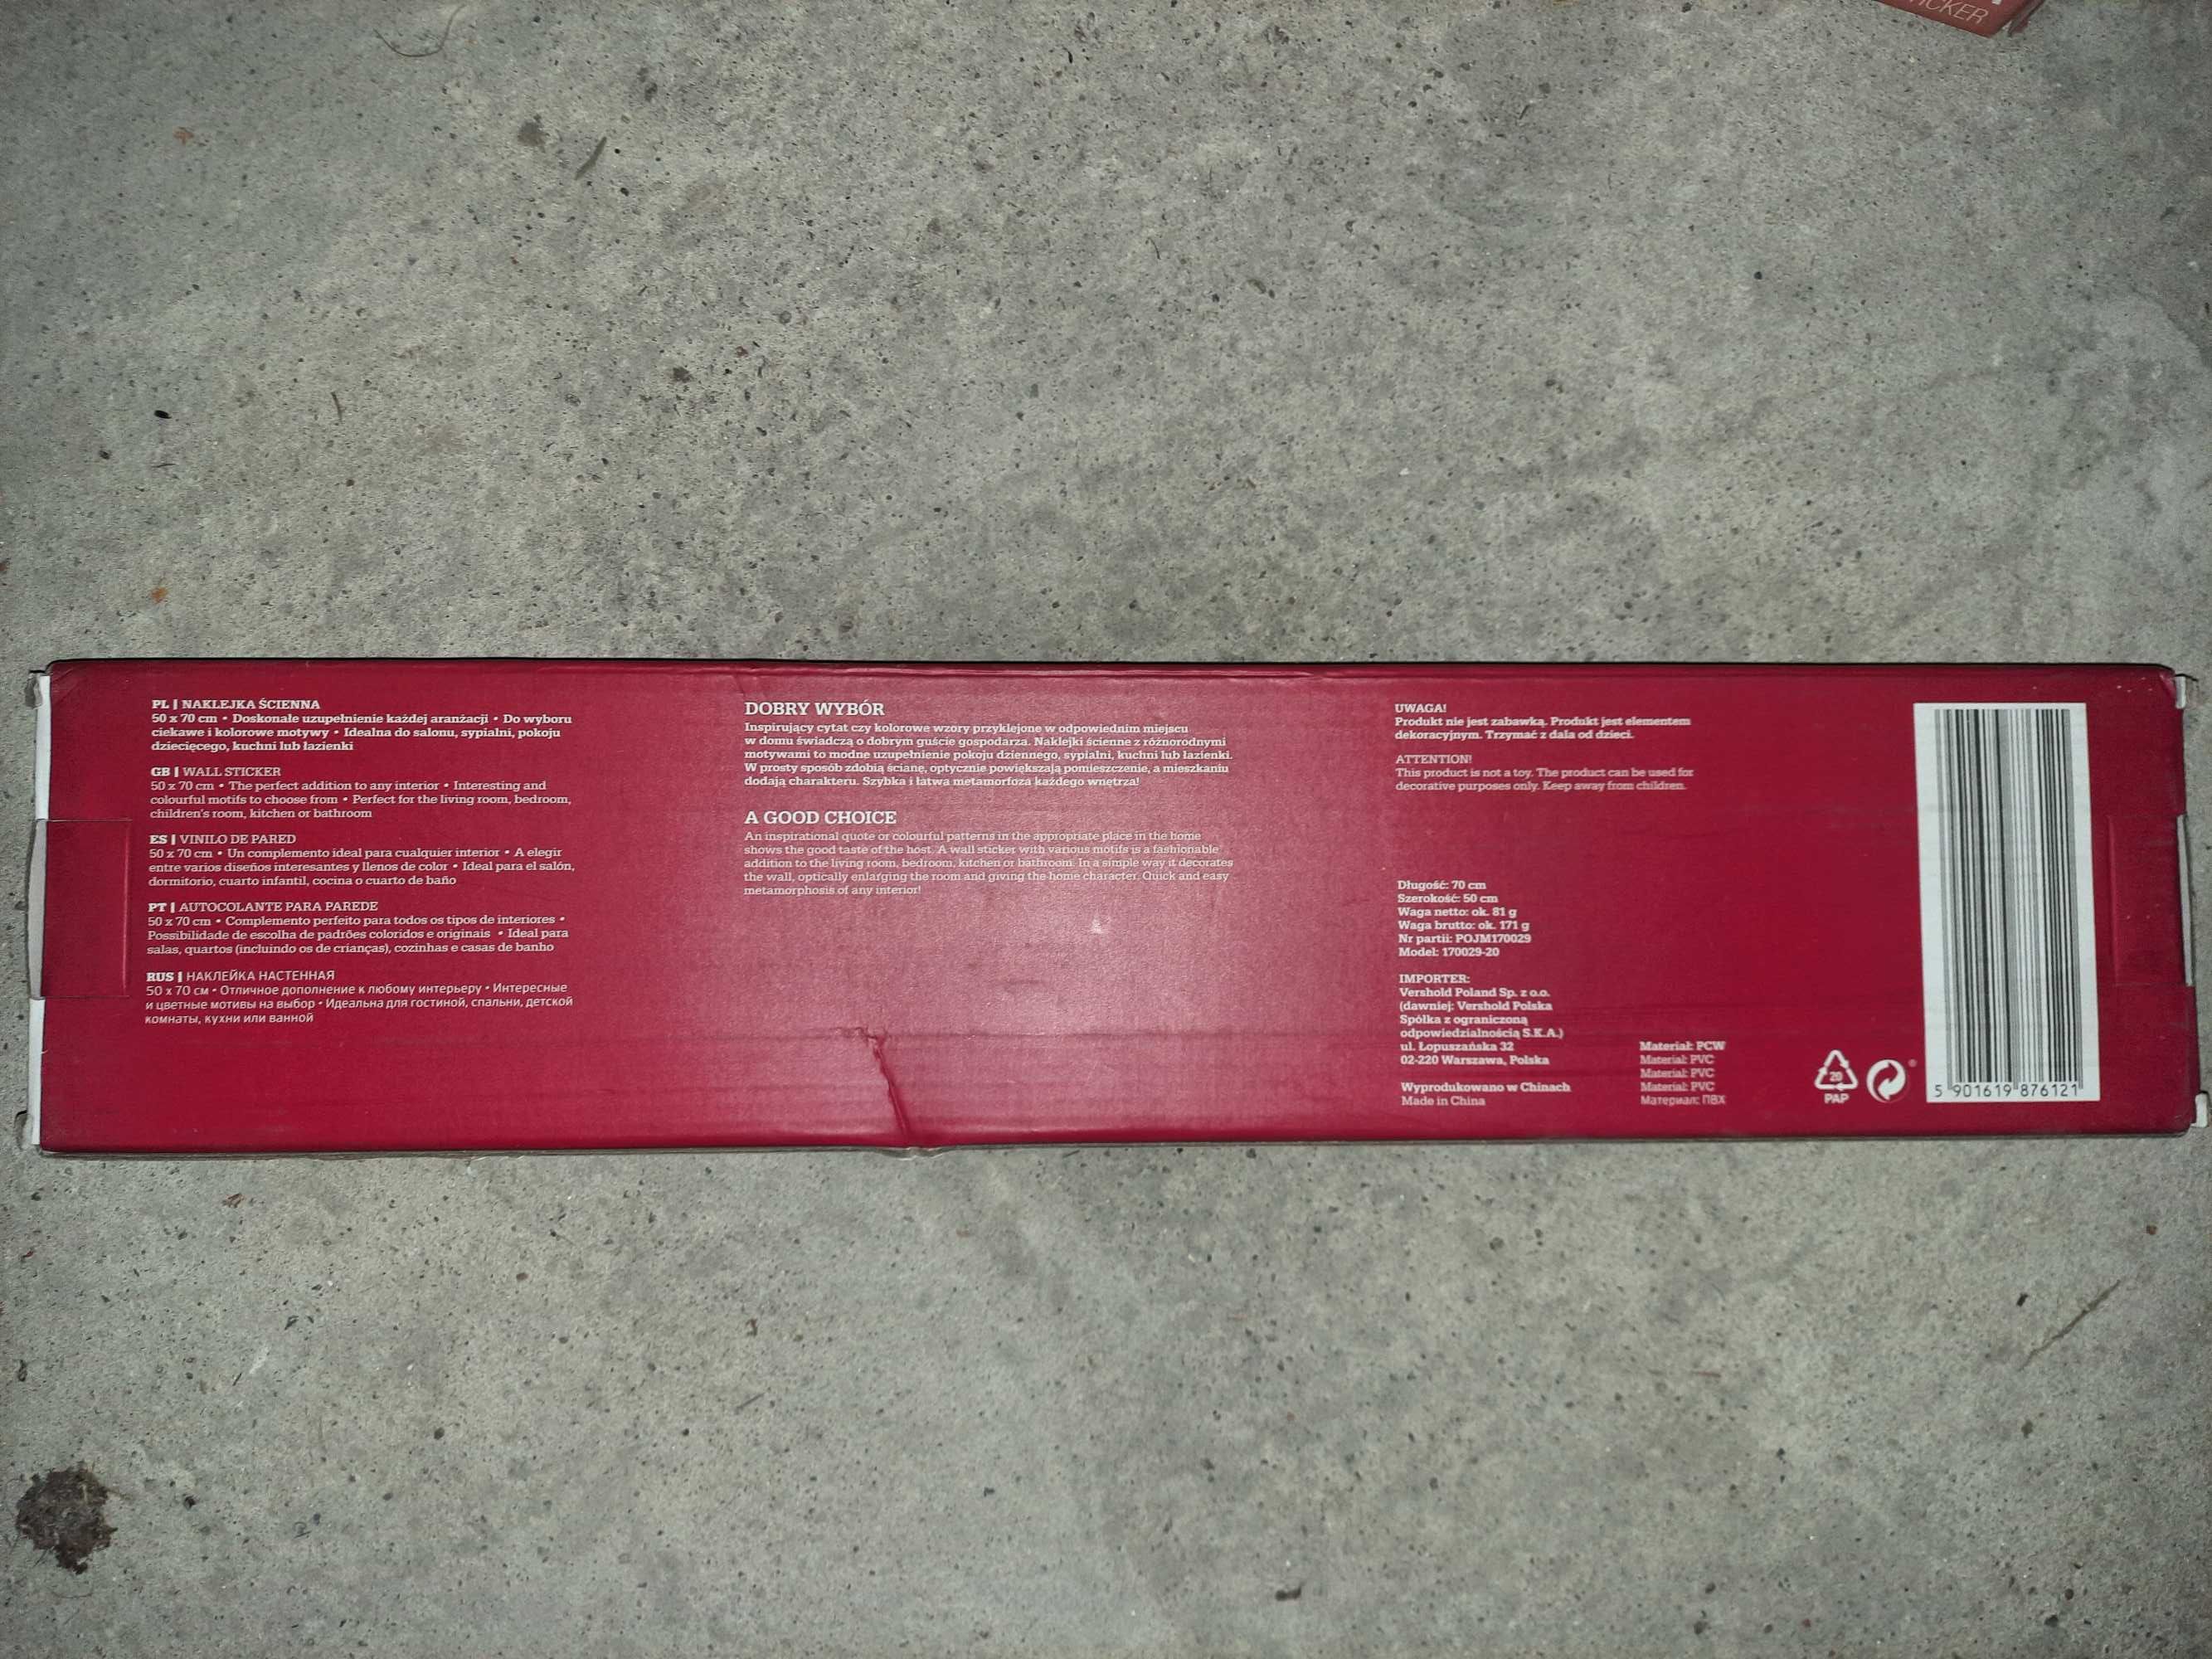 ICKER
PL | NAKLEJKA ŚCIENNA
50 x 70 cm • Doskonałe uzupełnienie każdej aranżacji • Do wyboru
ciekawe i kolorowe motywy • Idealna do salonu, sypialni, pokoju
dziecięcego, kuchni lub łazienki
GB | WALL STICKER
50 x 70 cm • The perfect addition to any interior • Interesting and
colourful motifs to choose from • Perfect for the living room, bedroom,
children's room, kitchen or bathroom
ES | VINILO DE PARED
50 x 70 cm • Un complemento ideal para cualquier interior • A elegir
entre varios diseños interesantes y llenos de color • Ideal para el salón,
dormitorio, cuarto infantil, cocina o cuarto de baño
PT | AUTOCOLANTE PARA PAREDE
50 x 70 cm • Complemento perfeito para todos os tipos de interiores •
Possibilidade de escolha de padrões coloridos e originais • Ideal para
salas, quartos (incluindo os de crianças), cozinhas e casas de banho
RUS | НАКЛЕЙКА НАСТЕННАЯ
50 x 70 см • Отличное дополнение к любому интерьеру • Интересные
и цветные мотивы на выбор • Идеальна для гостиной, спальни, детской
комнаты, кухни или ванной
DOBRY WYBÓR
Inspirujący cytat czy kolorowe wzory przyklejone w odpowiednim miejscu
w domu świadczą o dobrym guście gospodarza. Naklejki ścienne z różnorodnymi
motywami to modne uzupełnienie pokoju dziennego, sypialni, kuchni lub łazienki.
W prosty sposób zdobią ścianę, optycznie powiększają pomieszczenie, a mieszkaniu
dodają charakteru. Szybka i łatwa metamorfoza każdego wnętrza!
A GOOD CHOICE
An inspirational quote or colourful patterns in the appropriate place in the home
shows the good taste of the host. A wall sticker with various motifs is a fashionable
addition to the living room, bedroom, kitchen or bathroom. In a simple way it decorates
the wall, optically enlarging the room and giving the home character. Quick and easy
metamorphosis of any interior!
UWAGA!
Produkt nie jest zabawką. Produkt jest elementem
dekoracyjnym. Trzymać z dala od dzieci.
ATTENTION!
This product is not a toy. The product can be used for
decorative purposes only. Keep away from children.
Długość: 70 cm
Szerokość: 50 cm
Waga netto: ok. 81 g
Waga brutto: ok. 171 g
Nr partii: POJM170029
Model: 170029-20
IMPORTER:
Vershold Poland Sp. z o.o.
(dawniej: Vershold Polska
Spółka z ograniczoną
odpowiedzialnością S.K.A.)
ul. Łopuszańska 32
02-220 Warszawa, Polska
Wyprodukowano w Chinach
Made in China
Materiał: PCW
Material: PVC
Material: PVC
Material: PVC
Материал: ПВХ
20
PAP
5 901619 876121